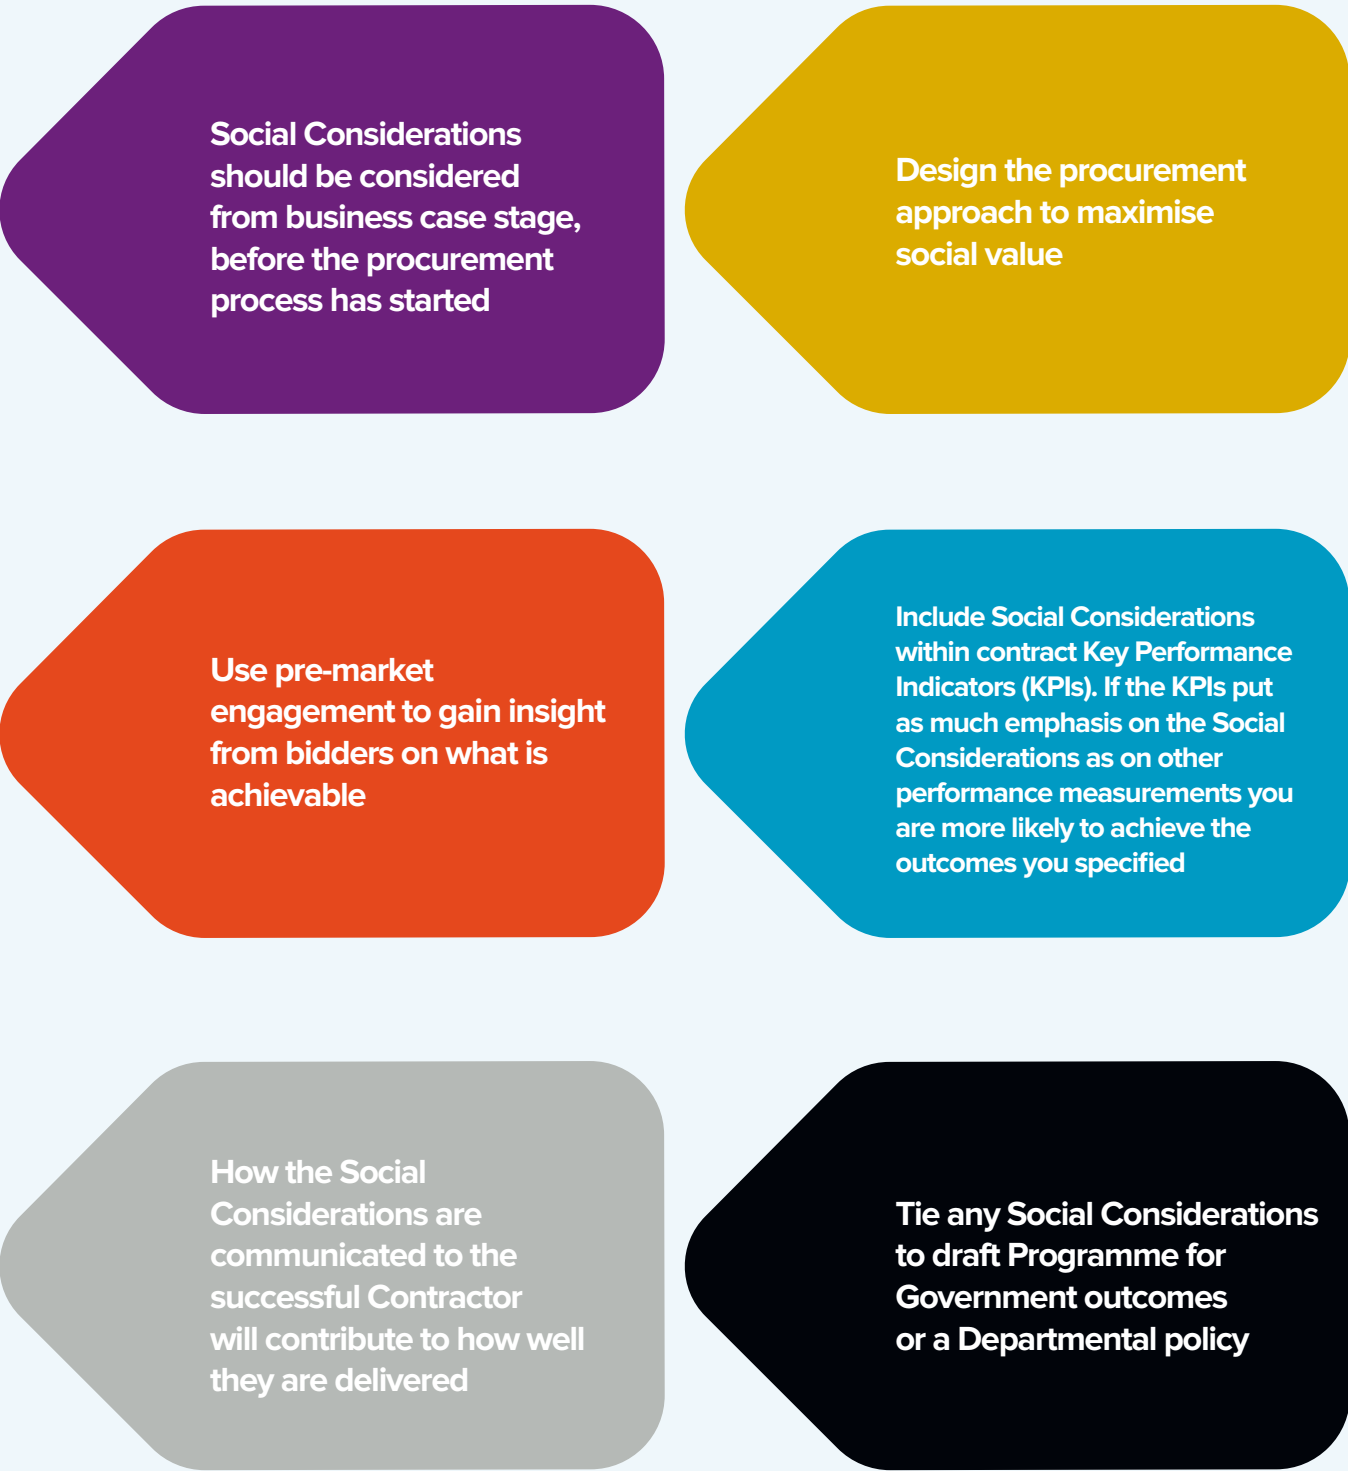 Social Considerations
should be considered
from business case stage,
before the procurement
process has started
Design the procurement
approach to maximise
social value
Use pre-market
engagement to gain insight
from bidders on what is
achievable
Include Social Considerations
within contract Key Performance
Indicators (KPIs). If the KPIs put
as much emphasis on the Social
Considerations as on other
performance measurements you
are more likely to achieve the
outcomes you specified
How the Social
Considerations are
communicated to the
successful Contractor
will contribute to how well
they are delivered
Tie any Social Considerations
to draft Programme for
Government outcomes
or a Departmental policy